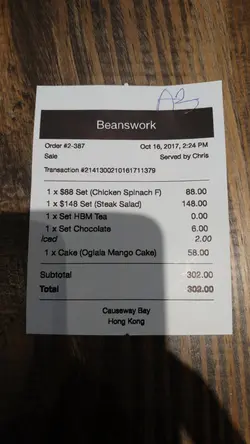 A2
Beanswork
Order #2-387 Oct 16, 2017, 2:24 PM
Sale Served by Chris
Transaction #2141300210161711379
1 x $88 Set (Chicken Spinach F) 88.00
1 x $148 Set (Steak Salad) 148.00
1 x Set HBM Tea 0.00
1 x Set Chocolate 6.00
Iced 2.00
1 x Cake (Oglala Mango Cake) 58.00
Subtotal 302.00
Total 302.00
Causeway Bay
Hong Kong